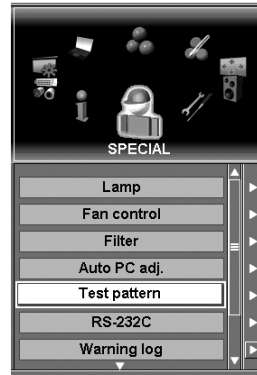 SPECIAL
Lamp
Fan control
Filter
Auto PC adj.
Test pattern
RS-232C
Warning log